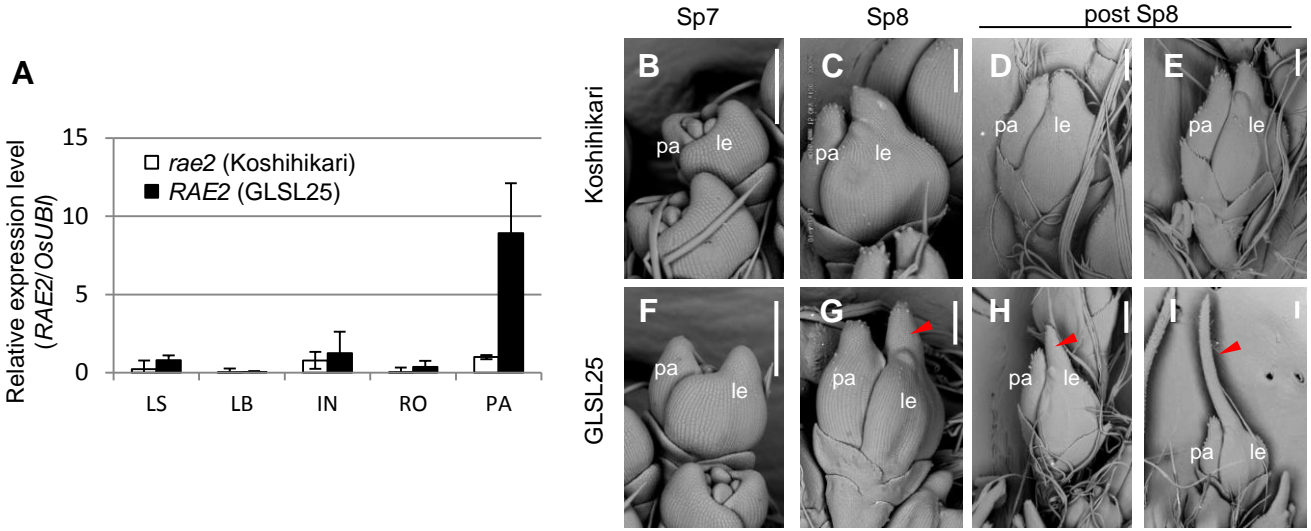 A
Relative expression level
(RAE2/OsUBI)
15
10
5
0
rae2 (Koshihikari)
RAE2 (GLSL25)
LS LB IN RO PA
Sp7 Sp8 post Sp8
Koshihikari
B pa le
C pa le
D pa le
E pa le
GLSL25
F pa le
G pa le
H pa le
I pa le